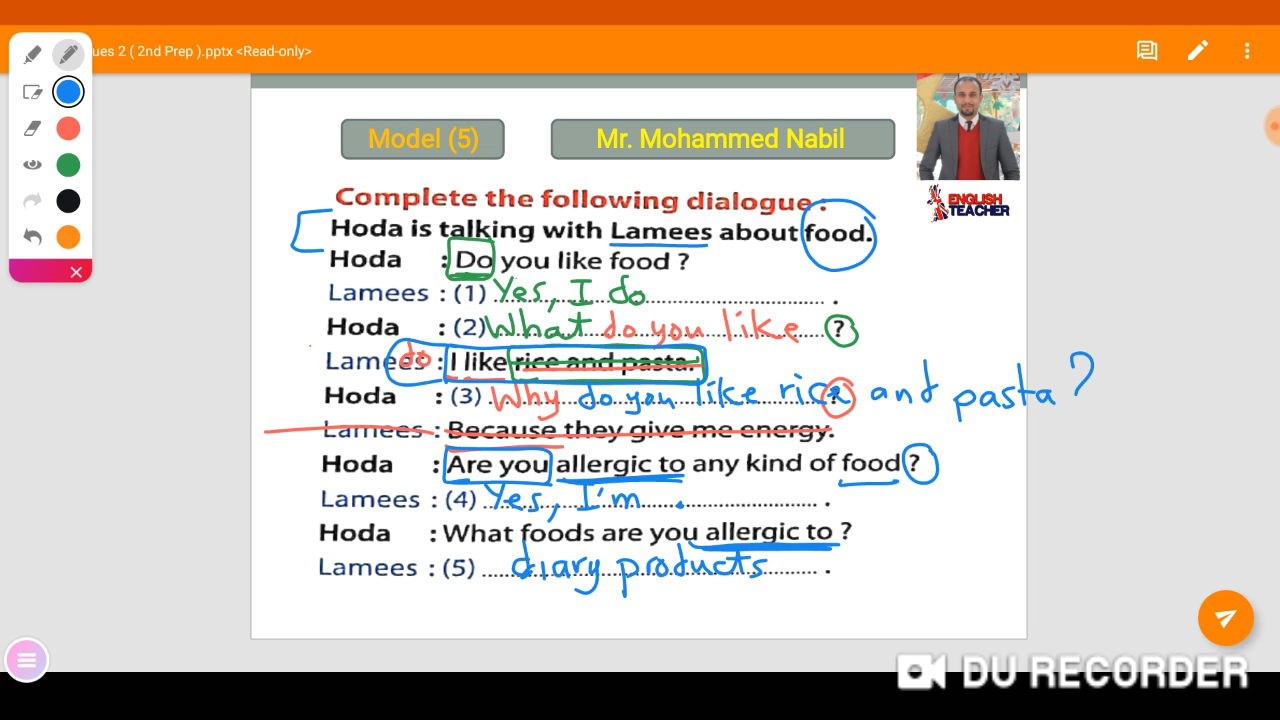 ues 2 ( 2nd Prep ).pptx <Read-only>
Model (5)
Mr. Mohammed Nabil
ENGLISH
TEACHER
Complete the following dialogue :
Hoda is talking with Lamees about food.
Hoda : Do you like food ?
Lamees : (1) Yes, I do .
Hoda : (2) What do you like ?
do
Lamees : I like rice and pasta.
Hoda : (3) Why do you like rice and pasta ?
Lamees : Because they give me energy.
Hoda : Are you allergic to any kind of food ?
Lamees : (4) Yes, I'm .
Hoda : What foods are you allergic to ?
Lamees : (5) diary products .
DU RECORDER